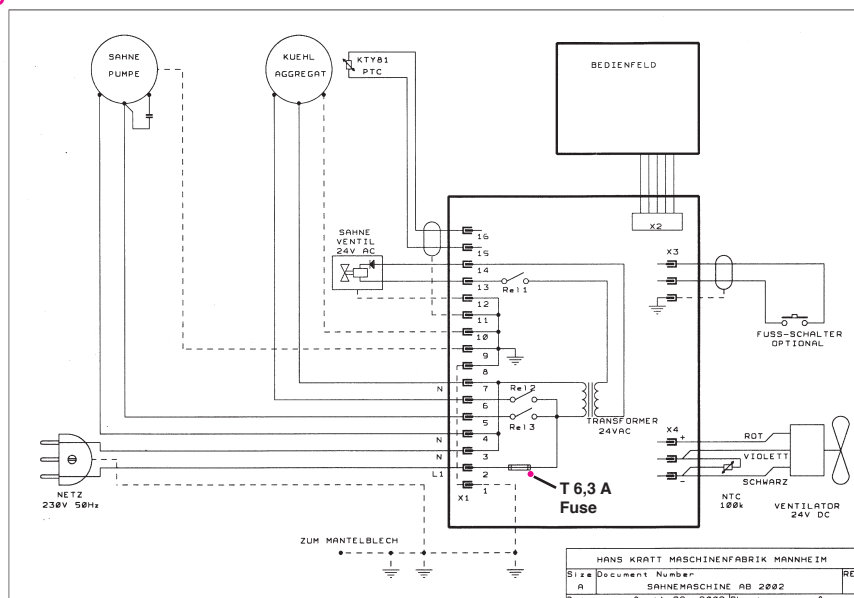 SAHNE
PUMPE
KUEHL
AGGREGAT
KTY81
PTC
BEDIENFELD
SAHNE
VENTIL
24V AC
X2
X3
16
15
14
13
12
11
10
9
8
7
6
5
4
3
2
1
X1
N
N
N
L1
Rel1
Rel2
Rel3
TRANSFORMER
24VAC
FUSS-SCHALTER
OPTIONAL
X4
+
-
ROT
VIOLETT
SCHWARZ
NTC
100k
VENTILATOR
24V DC
NETZ
230V 50Hz
T 6,3 A
Fuse
ZUM MANTELBLECH
HANS KRATT MASCHINENFABRIK MANNHEIM
Size Document Number RE
A SAHNEMASCHINE AB 2002